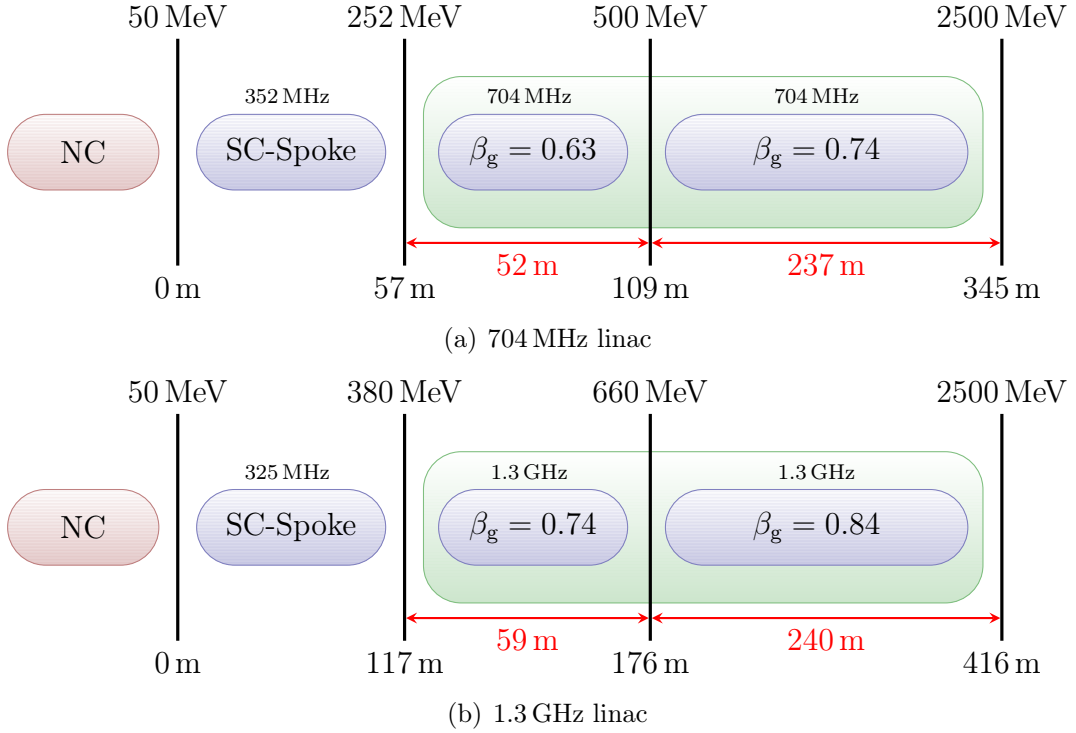 50 MeV 252 MeV 500 MeV 2500 MeV
352 MHz 704 MHz 704 MHz
NC SC-Spoke βg = 0.63 βg = 0.74
52 m 237 m
0 m 57 m 109 m 345 m
(a) 704 MHz linac
50 MeV 380 MeV 660 MeV 2500 MeV
325 MHz 1.3 GHz 1.3 GHz
NC SC-Spoke βg = 0.74 βg = 0.84
59 m 240 m
0 m 117 m 176 m 416 m
(b) 1.3 GHz linac